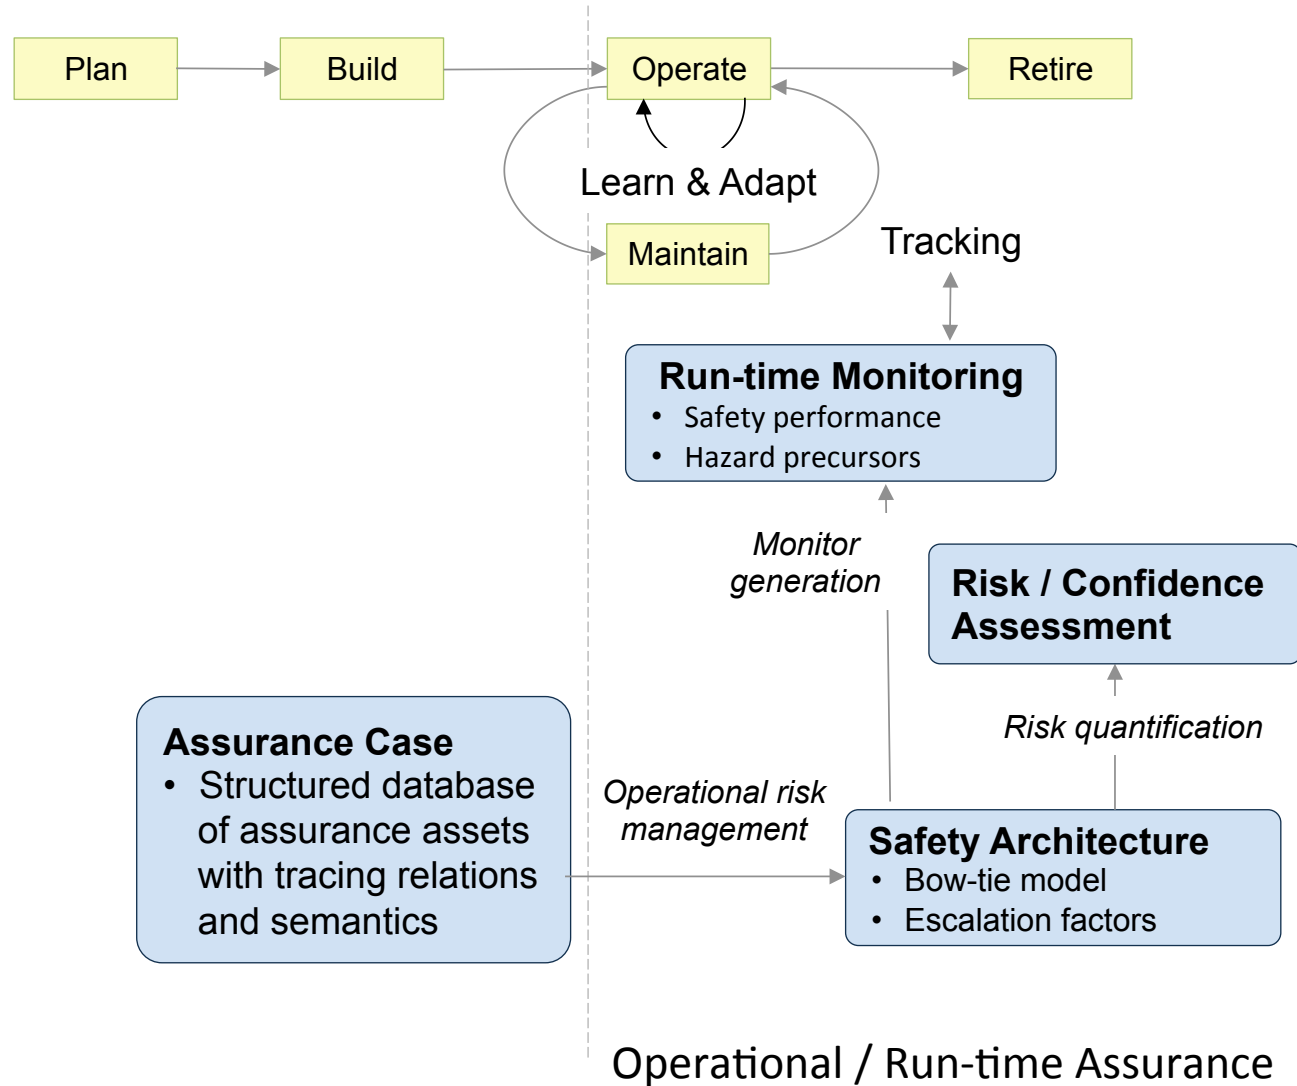 Plan
Build
Operate
Retire
Learn & Adapt
Maintain
Tracking
Run-time Monitoring
• Safety performance
• Hazard precursors
Monitor
generation
Risk / Confidence
Assessment
Risk quantification
Assurance Case
• Structured database
of assurance assets
with tracing relations
and semantics
Operational risk
management
Safety Architecture
• Bow-tie model
• Escalation factors
Operational / Run-time Assurance